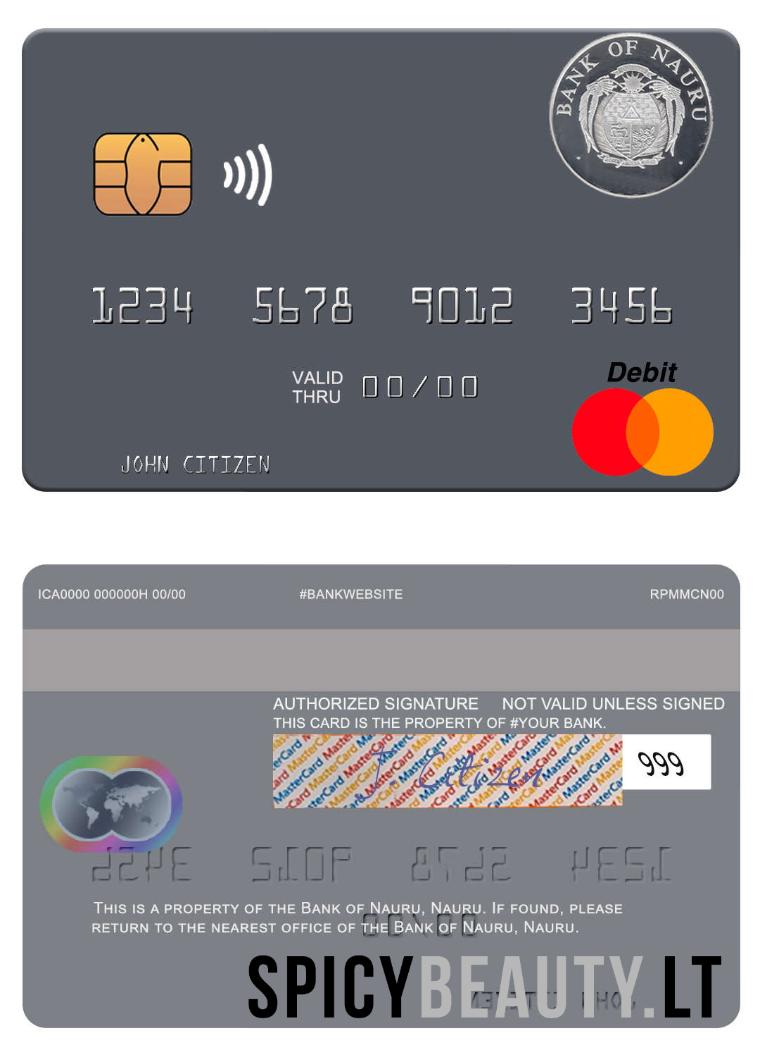 BANK OF NAURU
1234 5678 9012 3456
VALID THRU 00/00
Debit
JOHN CITIZEN
ICA0000 000000H 00/00 #BANKWEBSITE RPMMCN00
AUTHORIZED SIGNATURE NOT VALID UNLESS SIGNED
THIS CARD IS THE PROPERTY OF #YOUR BANK.
MasterCard MasterCard MasterCard
J Citizen
999
THIS IS A PROPERTY OF THE BANK OF NAURU, NAURU. IF FOUND, PLEASE
RETURN TO THE NEAREST OFFICE OF THE BANK OF NAURU, NAURU.
SPICYBEAUTY.LT